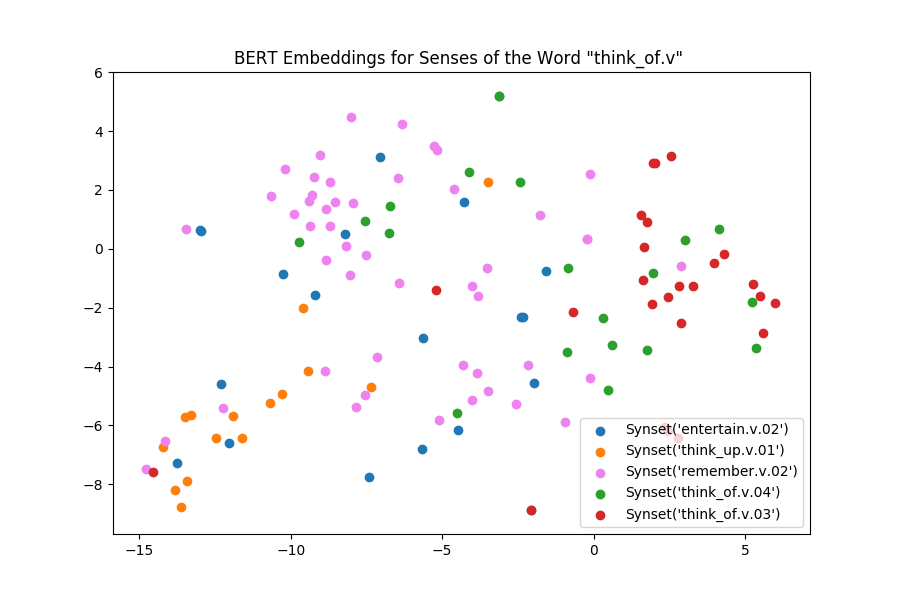 BERT Embeddings for Senses of the Word "think_of.v"
6
4
2
0
−2
−4
−6
−8
−15
−10
−5
0
5
Synset('entertain.v.02')
Synset('think_up.v.01')
Synset('remember.v.02')
Synset('think_of.v.04')
Synset('think_of.v.03')